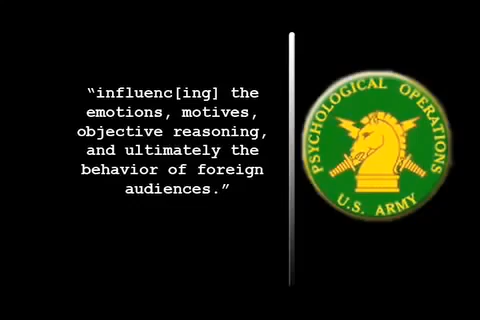 “influenc[ing] the
emotions, motives,
objective reasoning,
and ultimately the
behavior of foreign
audiences.”
PSYCHOLOGICAL OPERATIONS
U.S. ARMY